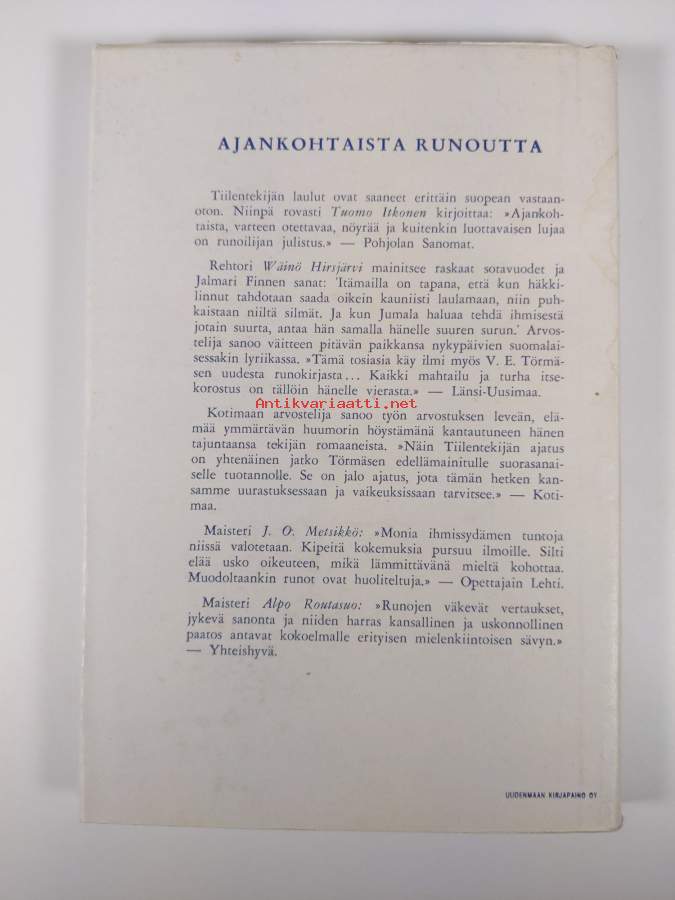 AJANKOHTAISTA RUNOUTTA
Tiilentekijän laulut ovat saaneet erittäin suopean vastaan-
oton. Niinpä rovasti Tuomo Itkonen kirjoittaa: »Ajankoh-
taista, varteen otettavaa, nöyrää ja kuitenkin luottavaisen lujaa
on runoilijan julistus.» — Pohjolan Sanomat.
Rehtori Wäinö Hirsjärvi mainitsee raskaat sotavuodet ja
Jalmari Finnen sanat: 'Itämailla on tapana, että kun häkki-
linnut tahdotaan saada oikein kauniisti laulamaan, niin puh-
kaistaan niiltä silmät. Ja kun Jumala haluaa tehdä ihmisestä
jotain suurta, antaa hän samalla hänelle suuren surun.' Arvos-
telija sanoo väitteen pitävän paikkansa nykypäivien suomalai-
sessakin lyriikassa. »Tämä tosiasia käy ilmi myös V. E. Törmä-
sen uudesta runokirjasta... Kaikki mahtailu ja turha itse-
korostus on tällöin hänelle vierasta.» — Länsi-Uusimaa.
Antikvariaatti.net
Kotimaan arvostelija sanoo työn arvostuksen leveän, elä-
mää ymmärtävän huumorin höystämänä kantautuneen hänen
tajuntaansa tekijän romaaneista. »Näin Tiilentekijän ajatus
on yhtenäinen jatko Törmäsen edellämainitulle suorasanai-
selle tuotannolle. Se on jalo ajatus, jota tämän hetken kan-
samme uurastuksessaan ja vaikeuksissaan tarvitsee.» — Koti-
maa.
Maisteri J. O. Metsikkö: »Monia ihmissydämen tuntoja
niissä valotetaan. Kipeitä kokemuksia pursuu ilmoille. Silti
elää usko oikeuteen, mikä lämmittävänä mieltä kohottaa.
Muodoltaankin runot ovat huoliteltuja.» — Opettajain Lehti.
Maisteri Alpo Routasuo: »Runojen väkevät vertaukset,
jykevä sanonta ja niiden harras kansallinen ja uskonnollinen
paatos antavat kokoelmalle erityisen mielenkiintoisen sävyn.»
— Yhteishyvä.
UUDENMAAN KIRJAPAINO OY